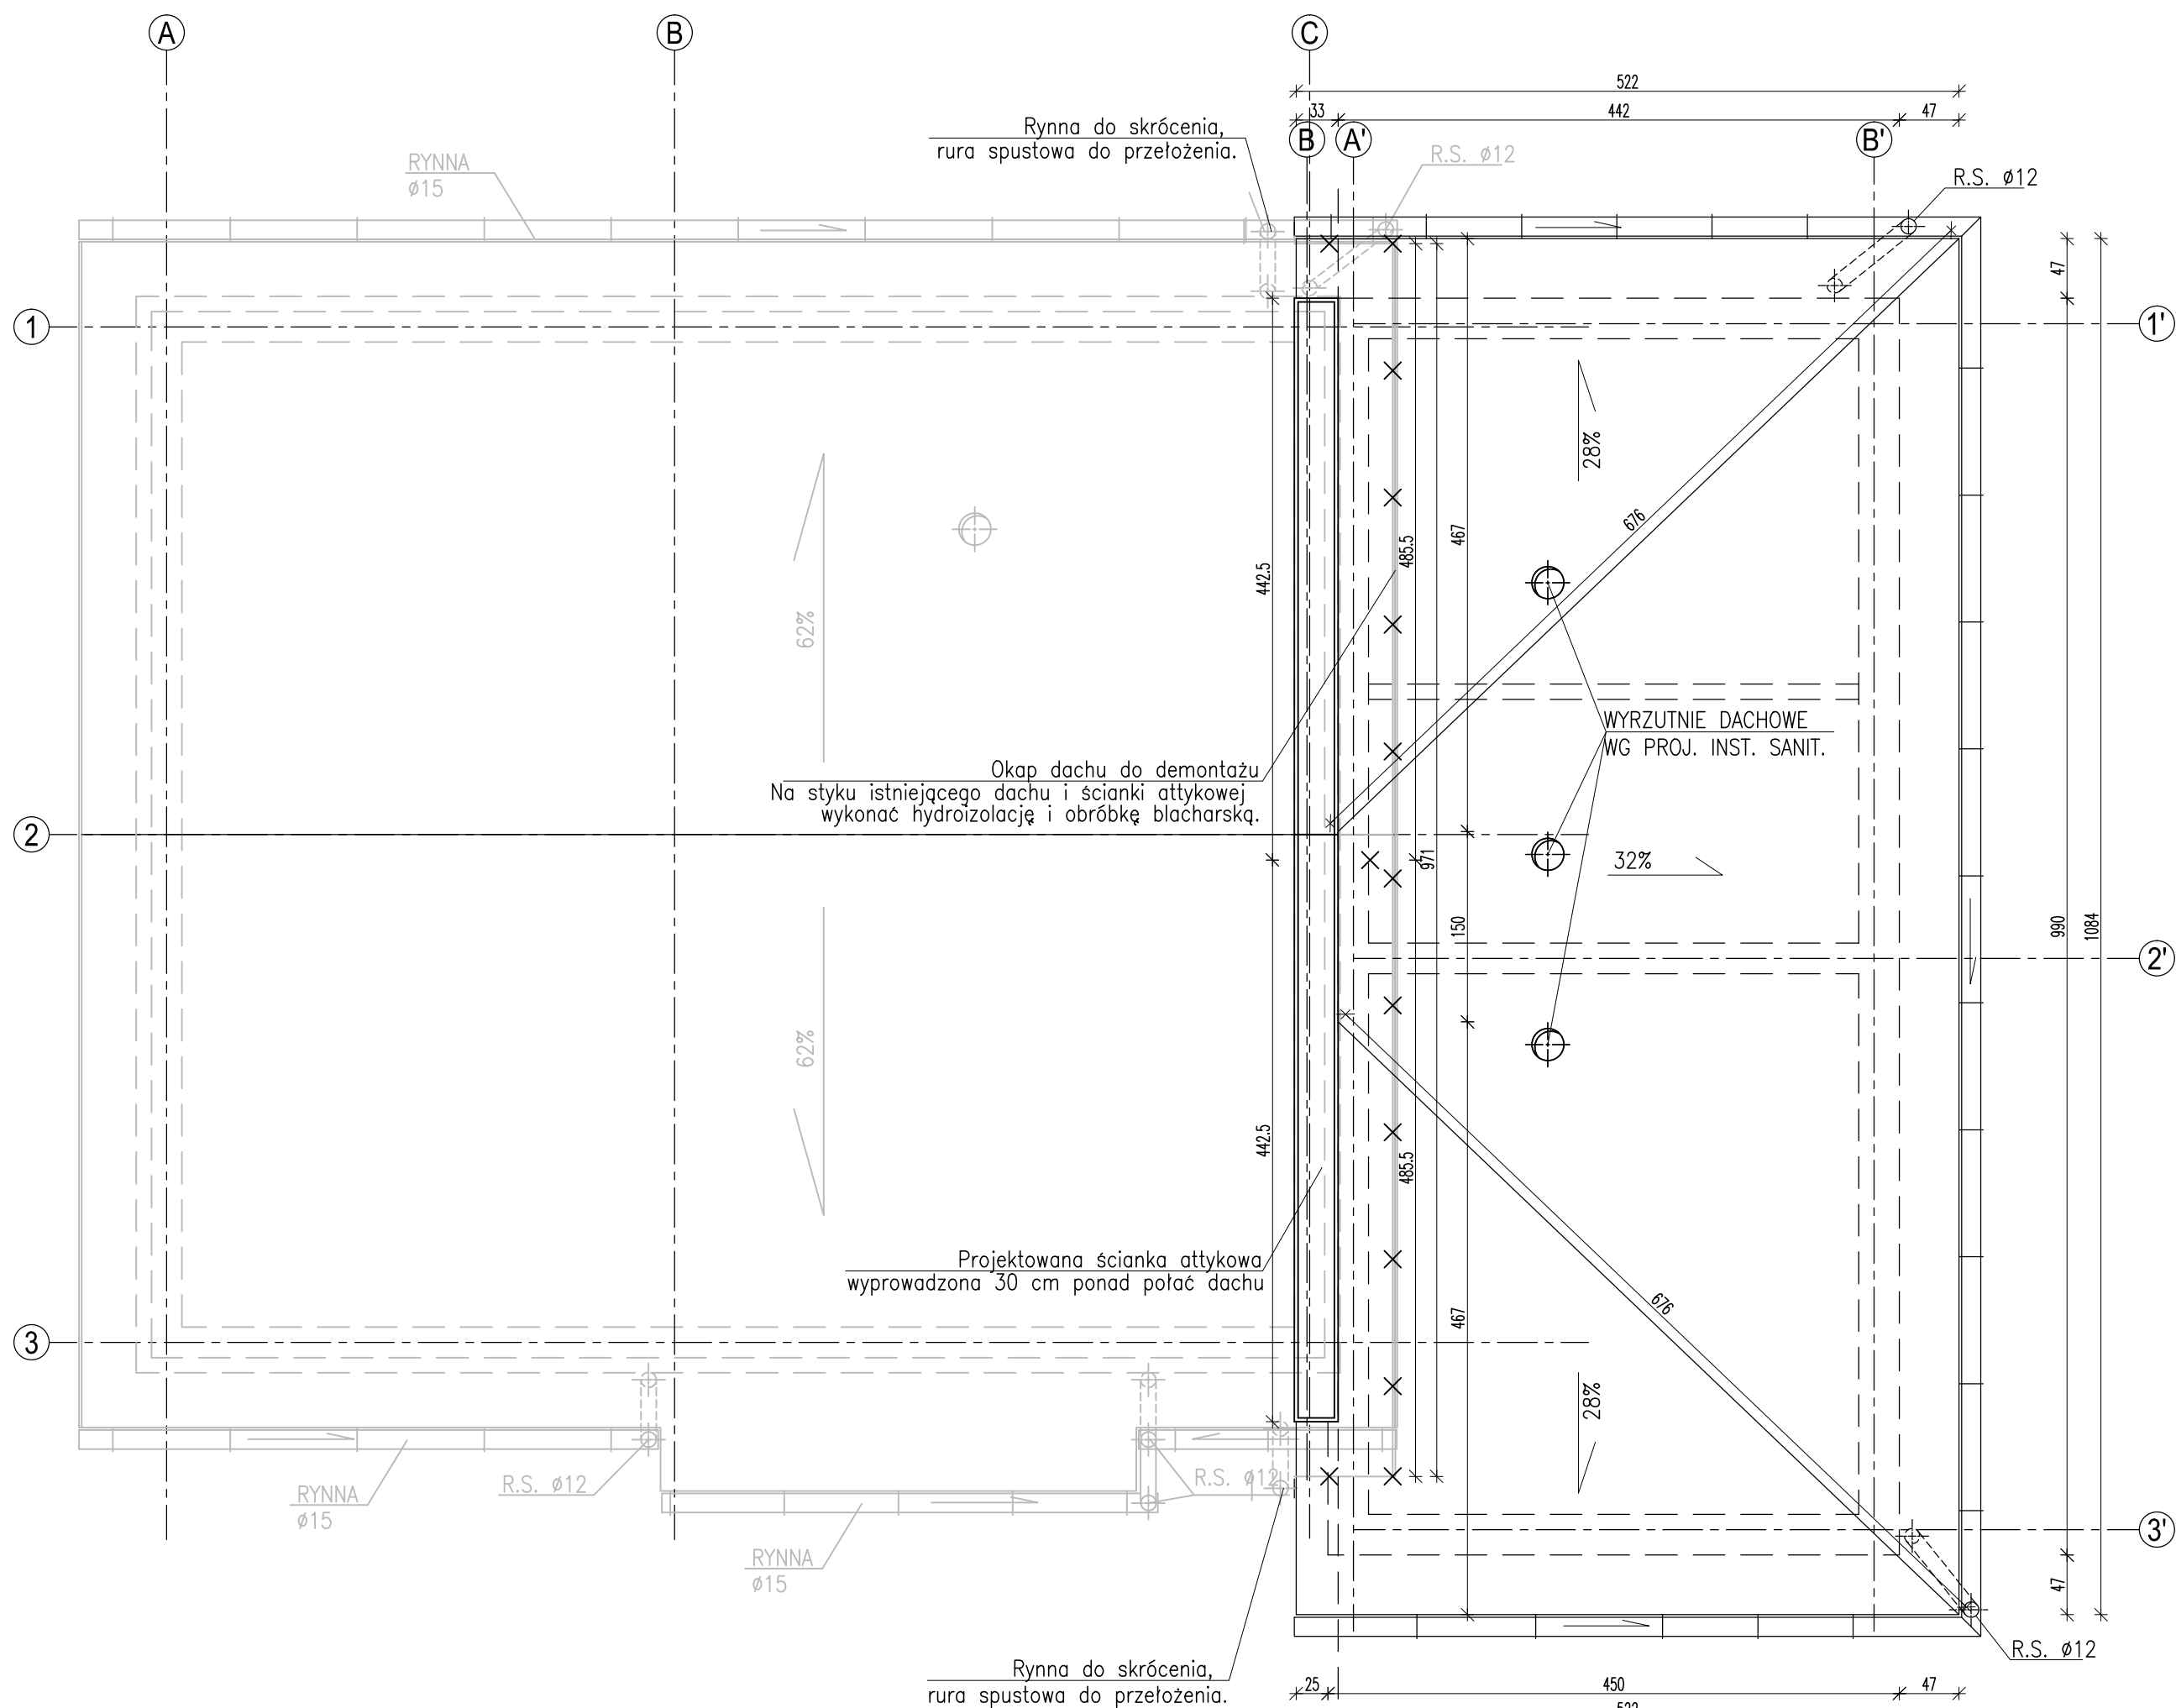 A
B
C
522
33
442
47
B
A'
B'
Rynna do skrócenia,
rura spustowa do przełożenia.
RYNNA
ø15
R.S. ø12
R.S. ø12
47
1
1'
28%
676
467
485.5
442.5
62%
WYRZUTNIE DACHOWE
WG PROJ. INST. SANIT.
Okap dachu do demontażu
Na styku istniejącego dachu i ścianki attykowej
wykonać hydroizolację i obróbkę blacharską.
2
971
32%
150
990
1084
2'
62%
442.5
485.5
Projektowana ścianka attykowa
wyprowadzona 30 cm ponad połać dachu
676
467
3
28%
R.S. ø12
R.S. ø12
RYNNA
ø15
3'
RYNNA
ø15
47
R.S. ø12
Rynna do skrócenia,
rura spustowa do przełożenia.
25
450
47